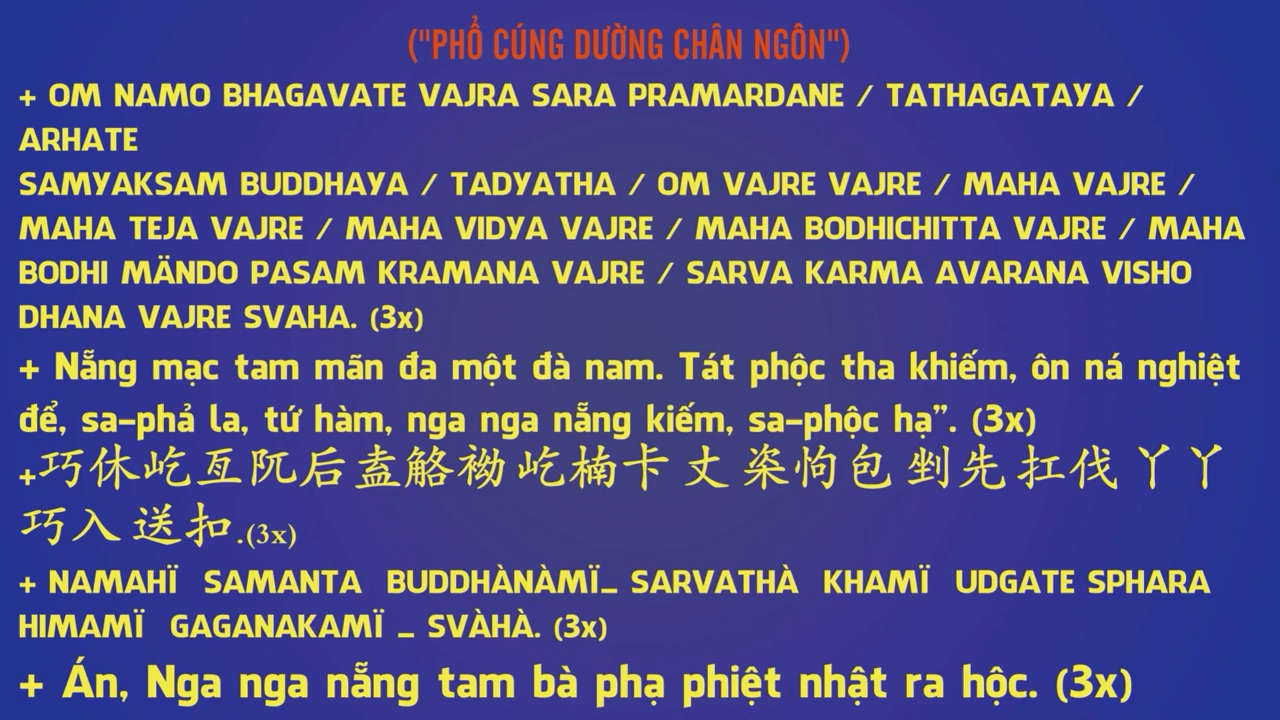 ("PHỔ CÚNG DƯỜNG CHÂN NGÔN")
+ OM NAMO BHAGAVATE VAJRA SARA PRAMARDANE / TATHAGATAYA /
ARHATE
SAMYAKSAM BUDDHAYA / TADYATHA / OM VAJRE VAJRE / MAHA VAJRE /
MAHA TEJA VAJRE / MAHA VIDYA VAJRE / MAHA BODHICHITTA VAJRE / MAHA
BODHI MÄNDO PASAM KRAMANA VAJRE / SARVA KARMA AVARANA VISHO
DHANA VAJRE SVAHA. (3x)
+ Nẵng mạc tam mãn đa một đà nam. Tát phộc tha khiếm, ôn ná nghiệt
để, sa-phả la, tứ hàm, nga nga nẵng kiếm, sa-phộc hạ”. (3x)
+巧休屹亙阢后盍觡袎屹楠卡丈 栥怐包 剉先扛伐丫丫
巧入送扣.(3x)
+ NAMAHÏ SAMANTA BUDDHÀNÀMÏ_ SARVATHÀ KHAMÏ UDGATE SPHARA
HIMAMÏ GAGANAKAMÏ _ SVÀHÀ. (3x)
+ Án, Nga nga nẵng tam bà phạ phiệt nhật ra hộc. (3x)